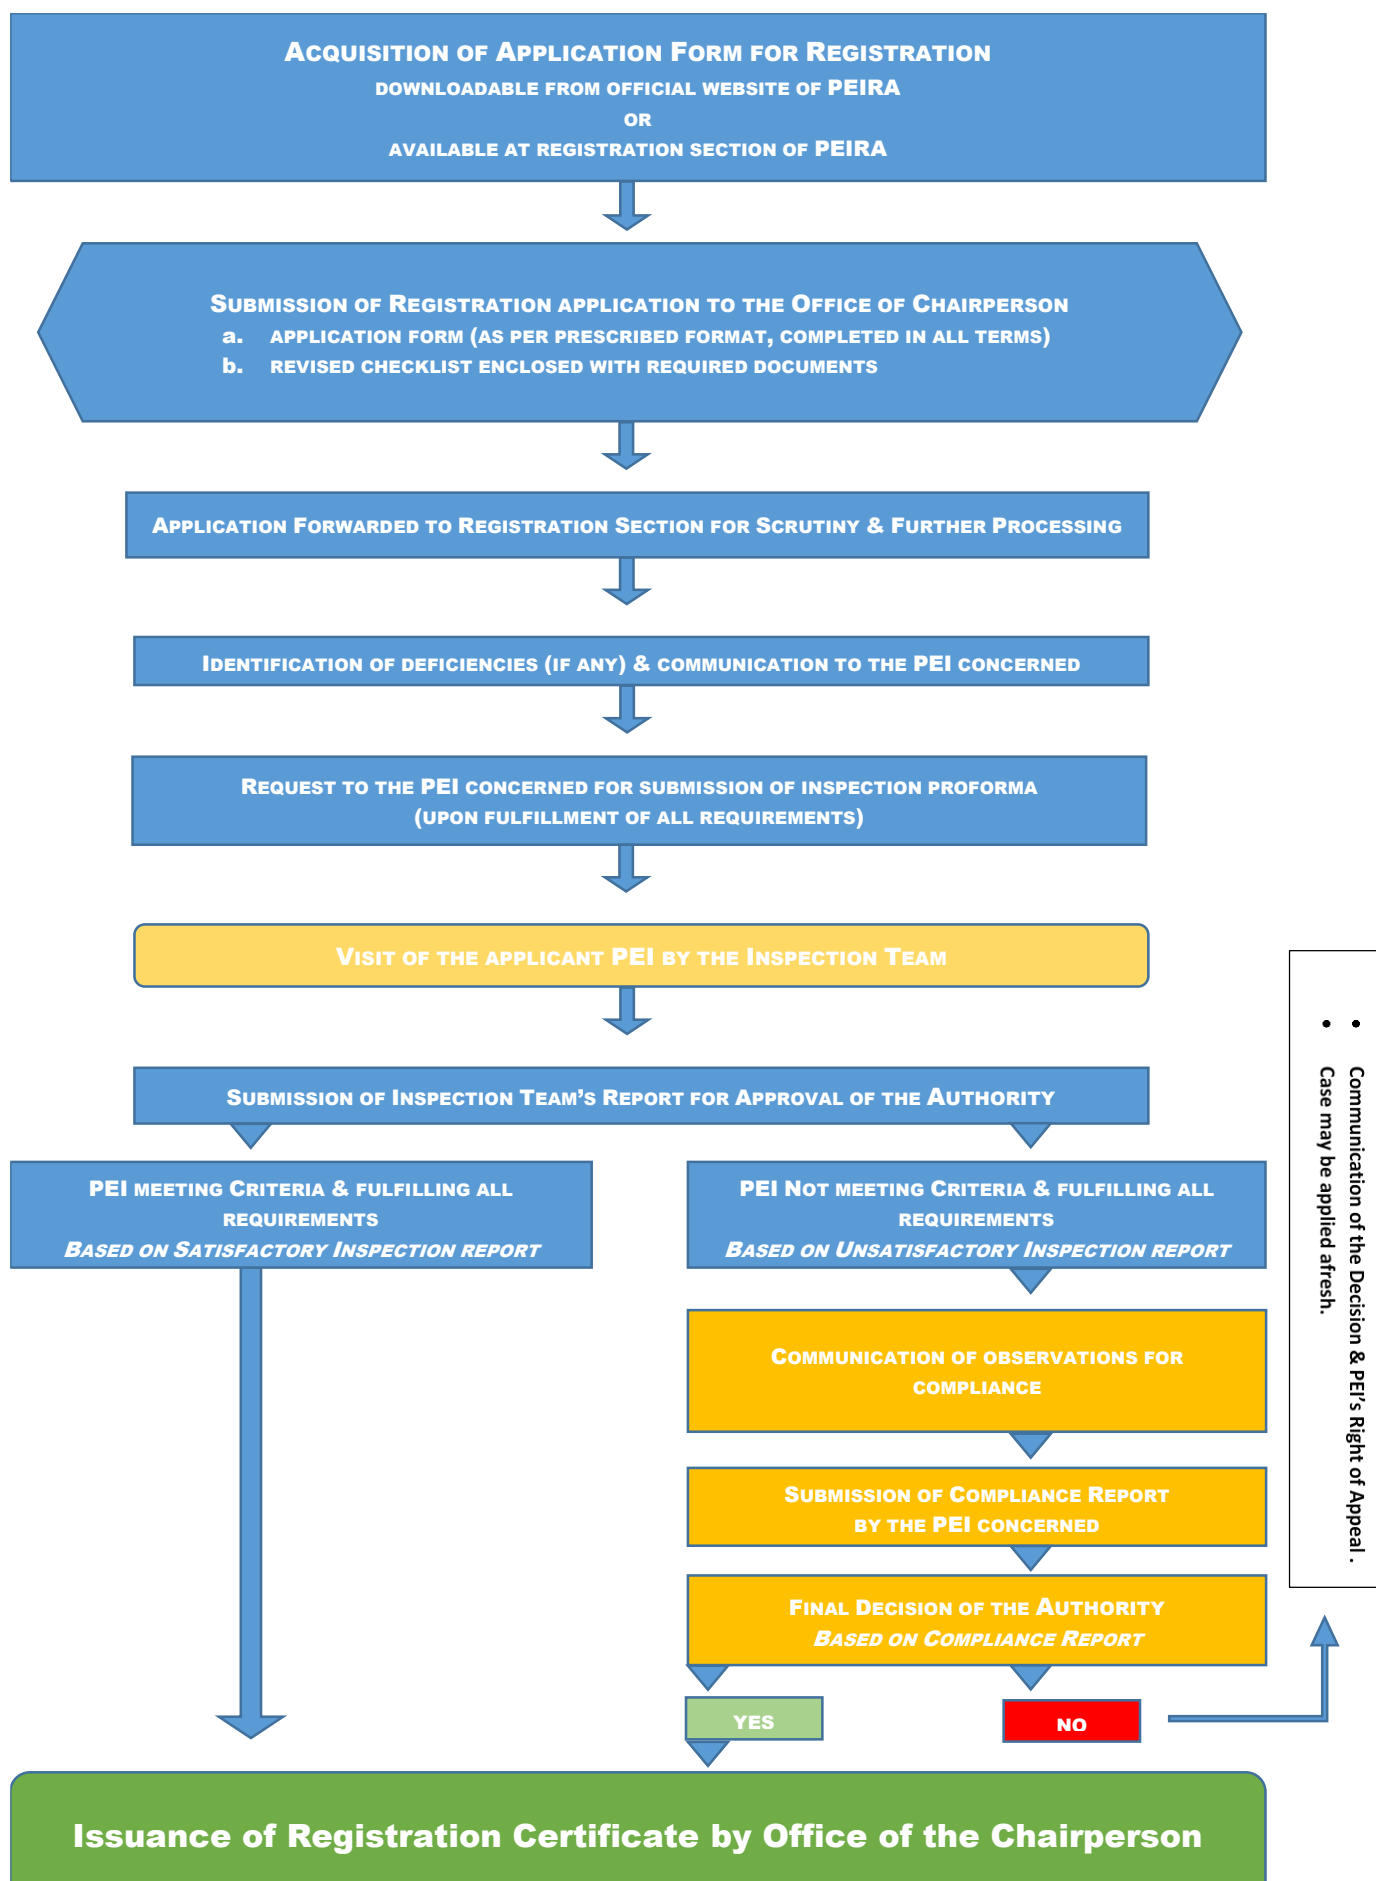 Acquisition of Application Form for Registration
downloadable from official website of PEIRA
or
available at registration section of PEIRA
Submission of Registration application to the Office of Chairperson
a. application form (as per prescribed format, completed in all terms)
b. revised checklist enclosed with required documents
Application Forwarded to Registration Section for Scrutiny & Further Processing
Identification of deficiencies (if any) & communication to the PEI concerned
Request to the PEI concerned for submission of inspection proforma
(upon fulfillment of all requirements)
Visit of the applicant PEI by the Inspection Team
Submission of Inspection Team's Report for Approval of the Authority
PEI meeting Criteria & fulfilling all
requirements
Based on Satisfactory Inspection report
PEI Not meeting Criteria & fulfilling all
requirements
Based on Unsatisfactory Inspection report
Communication of observations for
compliance
Submission of Compliance Report
by the PEI concerned
Final Decision of the Authority
Based on Compliance Report
YES
NO
• Communication of the Decision & PEI's Right of Appeal .
• Case may be applied afresh.
Issuance of Registration Certificate by Office of the Chairperson